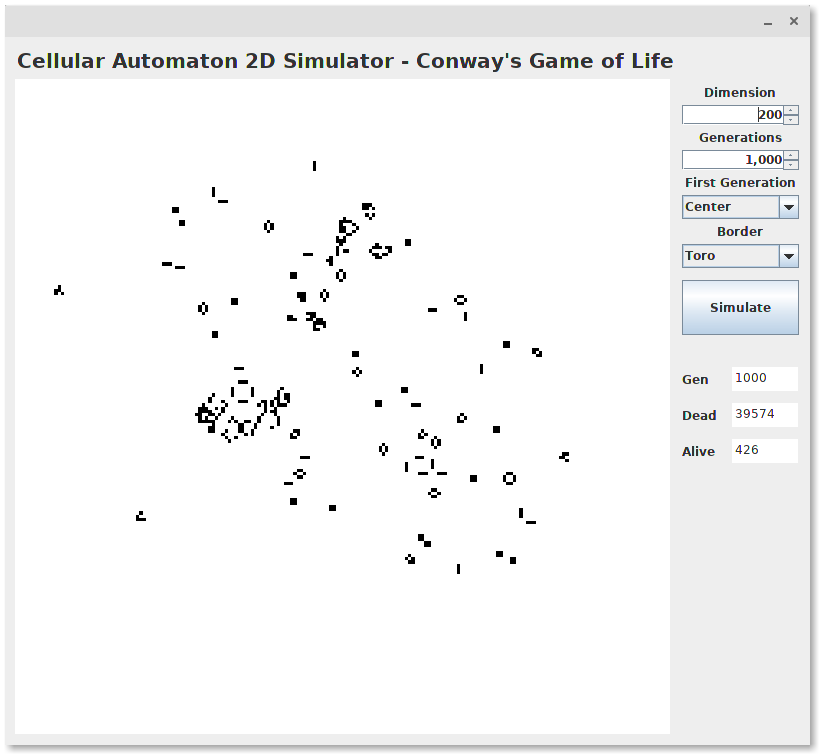 Cellular Automaton 2D Simulator - Conway's Game of Life
Dimension
200
Generations
1,000
First Generation
Center
Border
Toro
Simulate
Gen 1000
Dead 39574
Alive 426